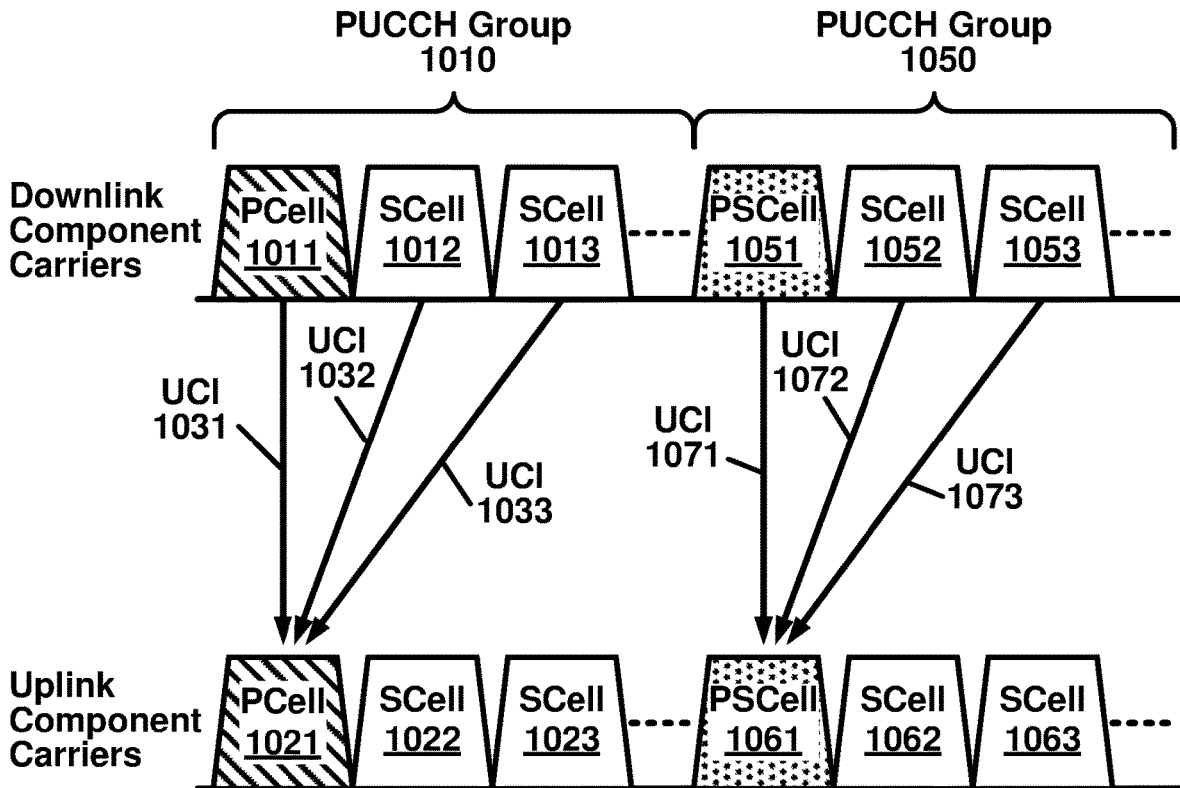 PUCCH Group
1010
PUCCH Group
1050
Downlink
Component
Carriers
PCell
1011
SCell
1012
SCell
1013
PSCell
1051
SCell
1052
SCell
1053
UCI
1031
UCI
1032
UCI
1033
UCI
1071
UCI
1072
UCI
1073
Uplink
Component
Carriers
PCell
1021
SCell
1022
SCell
1023
PSCell
1061
SCell
1062
SCell
1063